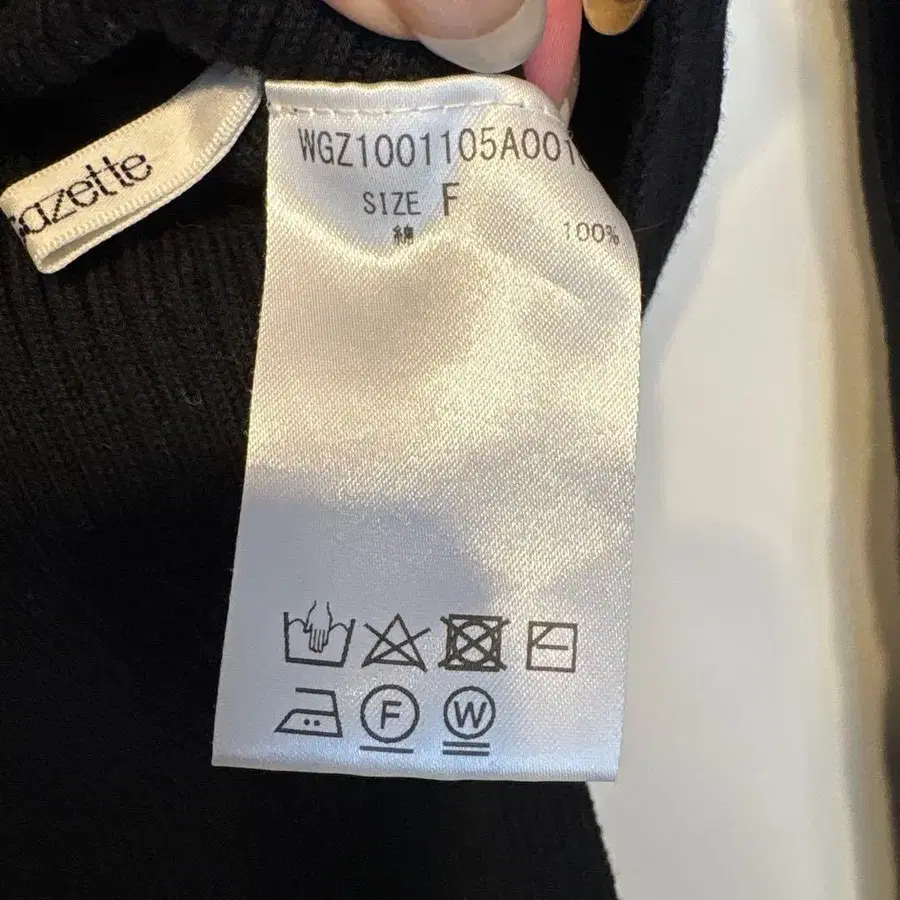 azette
WGZ1001105A001
SIZE F
綿 100%
F W